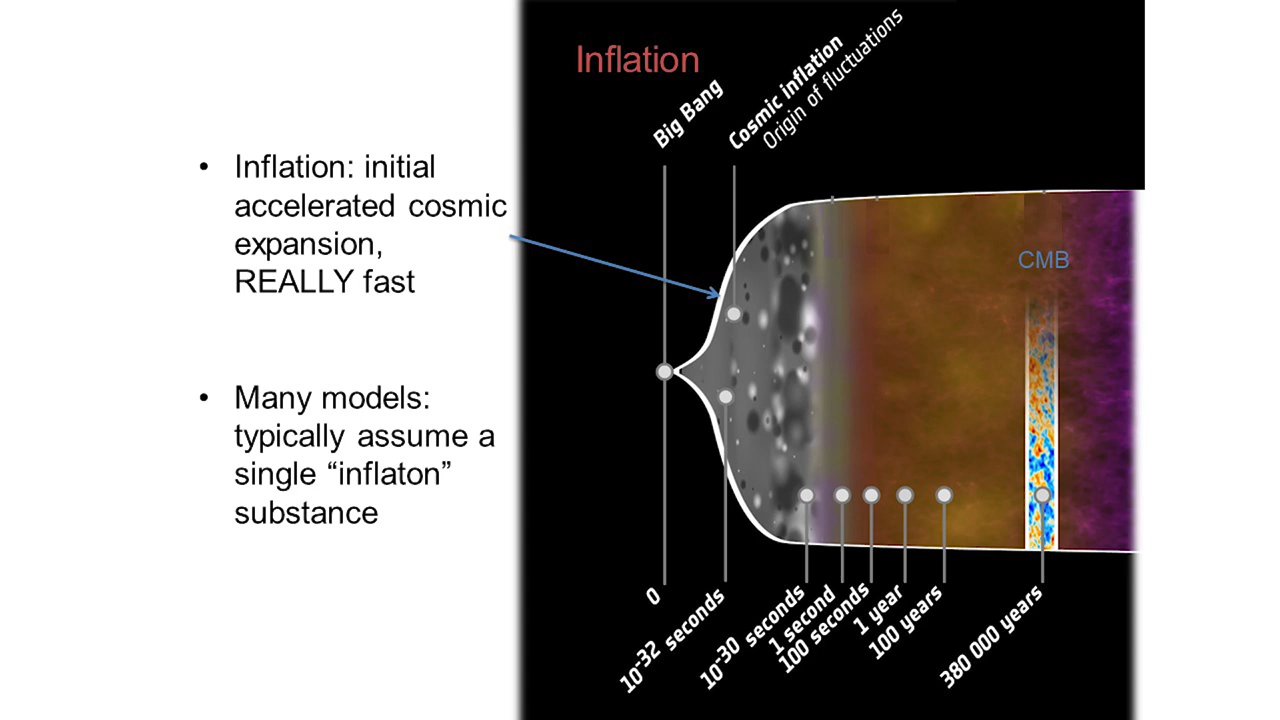 Inflation
• Inflation: initial
accelerated cosmic
expansion,
REALLY fast
• Many models:
typically assume a
single “inflaton”
substance
Big Bang
Cosmic inflation
Origin of fluctuations
CMB
0
10-32 seconds
10-30 seconds
1 second
100 seconds
1 year
100 years
380 000 years